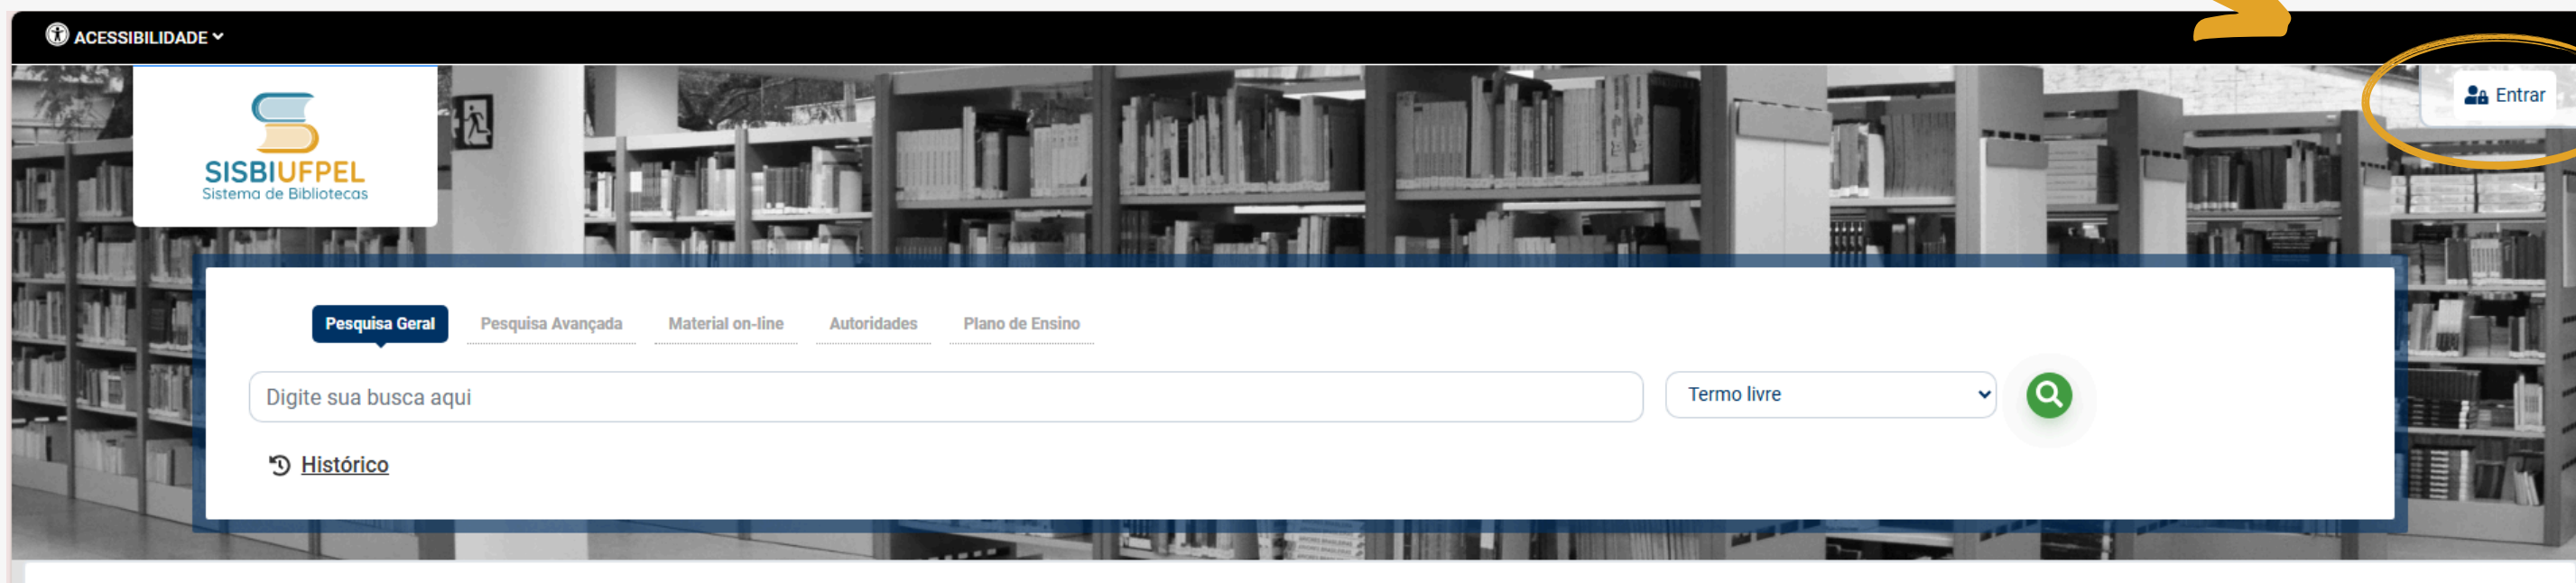 ACESSIBILIDADE
Entrar
SISBIUFPEL
Sistema de Bibliotecas
Pesquisa Geral Pesquisa Avançada Material on-line Autoridades Plano de Ensino
Digite sua busca aqui Termo livre
Histórico